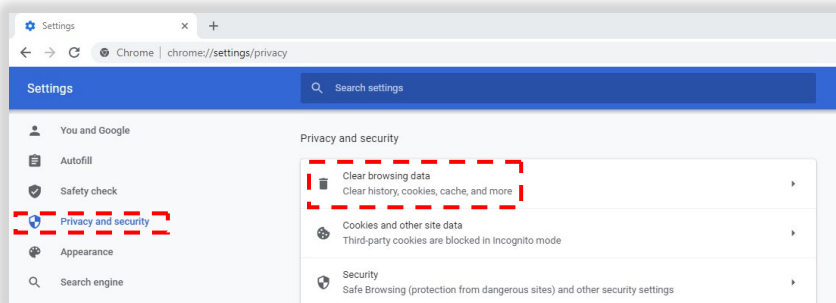 Settings
Chrome | chrome://settings/privacy
Settings
Search settings
You and Google
Autofill
Safety check
Privacy and security
Appearance
Search engine
Privacy and security
Clear browsing data
Clear history, cookies, cache, and more
Cookies and other site data
Third-party cookies are blocked in Incognito mode
Security
Safe Browsing (protection from dangerous sites) and other security settings